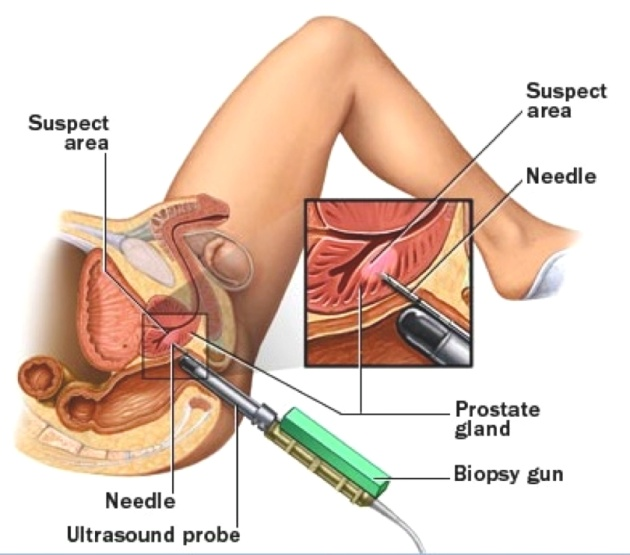 Suspect
area
Suspect
area
Needle
Prostate
gland
Biopsy gun
Needle
Ultrasound probe